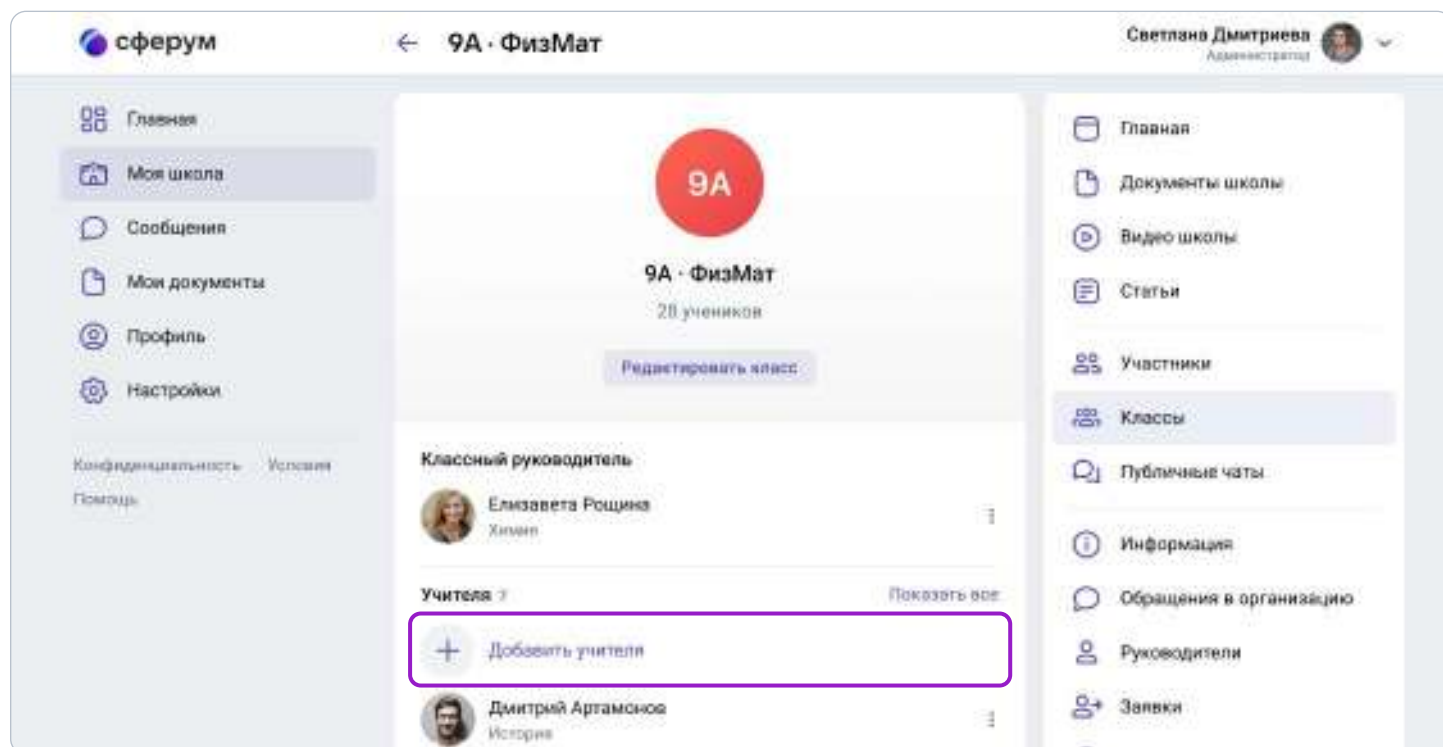 сферум
← 9А · ФизМат
Светлана Дмитриева
Администратор
Главная
Моя школа
Сообщения
Мои документы
Профиль
Настройки
Конфиденциальность Условия
Помощь
9А
9А · ФизМат
28 учеников
Редактировать класс
Классный руководитель
Елизавета Рощина
Химия
Учителя 7 Показать все
+ Добавить учителя
Дмитрий Артамонов
История
Главная
Документы школы
Видео школы
Статьи
Участники
Классы
Публичные чаты
Информация
Обращения в организацию
Руководители
Заявки